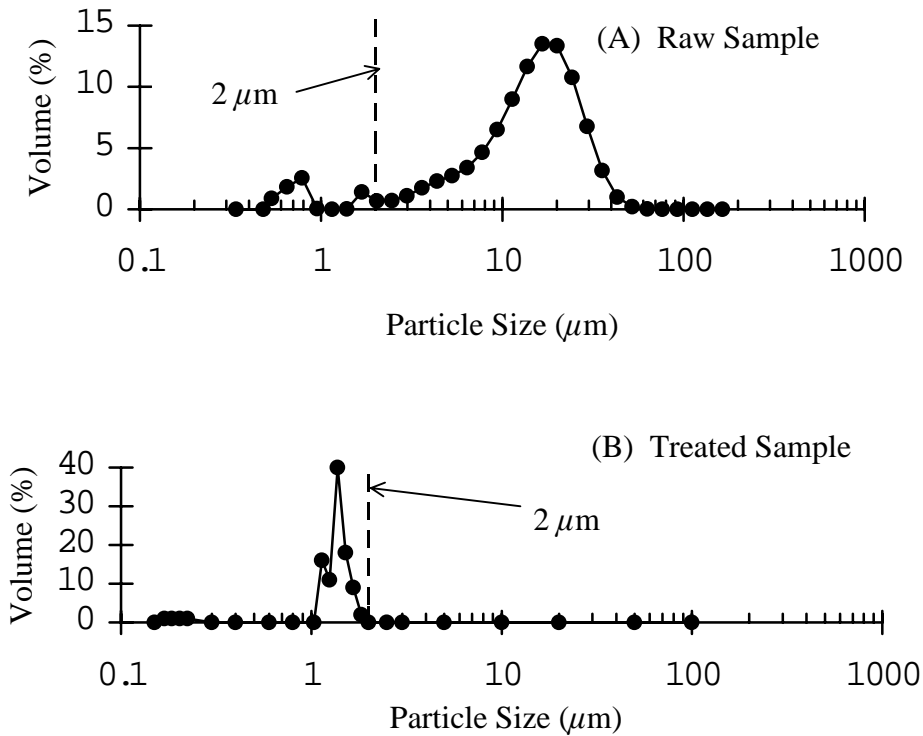 (A) Raw Sample
Volume (%)
15
10
5
0
2 µm
0.1 1 10 100 1000
Particle Size (µm)
(B) Treated Sample
Volume (%)
40
30
20
10
0
2 µm
0.1 1 10 100 1000
Particle Size (µm)